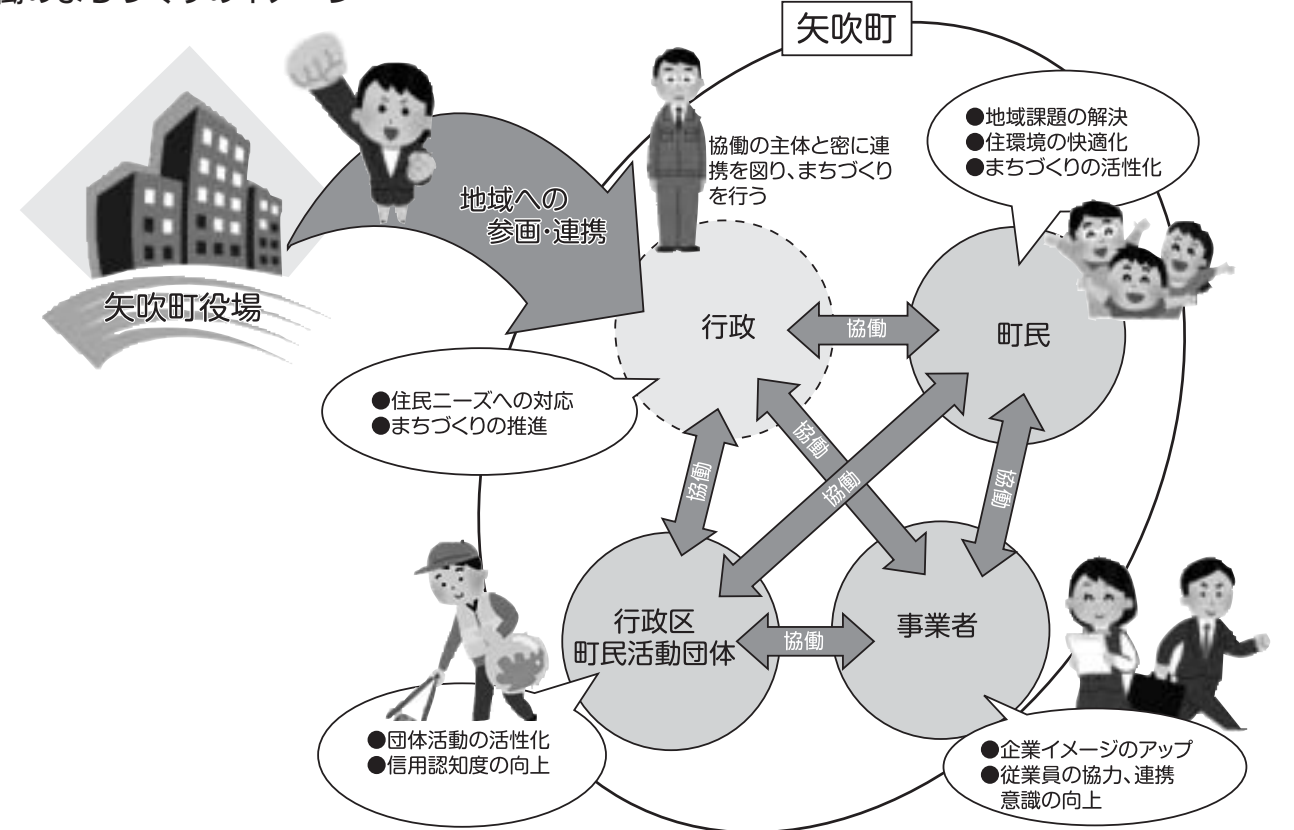 矢吹町
●地域課題の解決
●住環境の快適化
●まちづくりの活性化
協働の主体と密に連
携を図り、まちづくり
を行う
地域への
参画・連携
矢吹町役場
行政
協働
町民
●住民ニーズへの対応
●まちづくりの推進
協働
協働
協働
協働
行政区
町民活動団体
協働
事業者
●団体活動の活性化
●信用認知度の向上
●企業イメージのアップ
●従業員の協力、連携
意識の向上